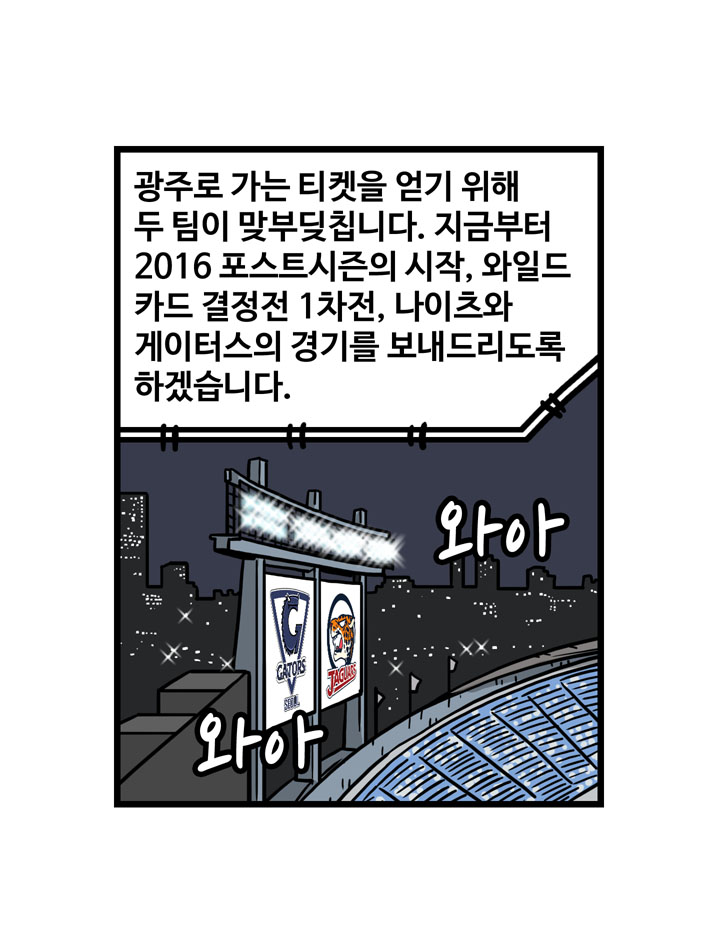 광주로 가는 티켓을 얻기 위해
두 팀이 맞부딪칩니다. 지금부터
2016 포스트시즌의 시작, 와일드
카드 결정전 1차전, 나이츠와
게이터스의 경기를 보내드리도록
하겠습니다.
와아
G
GATORS
SEOUL
JAGUARS
와아